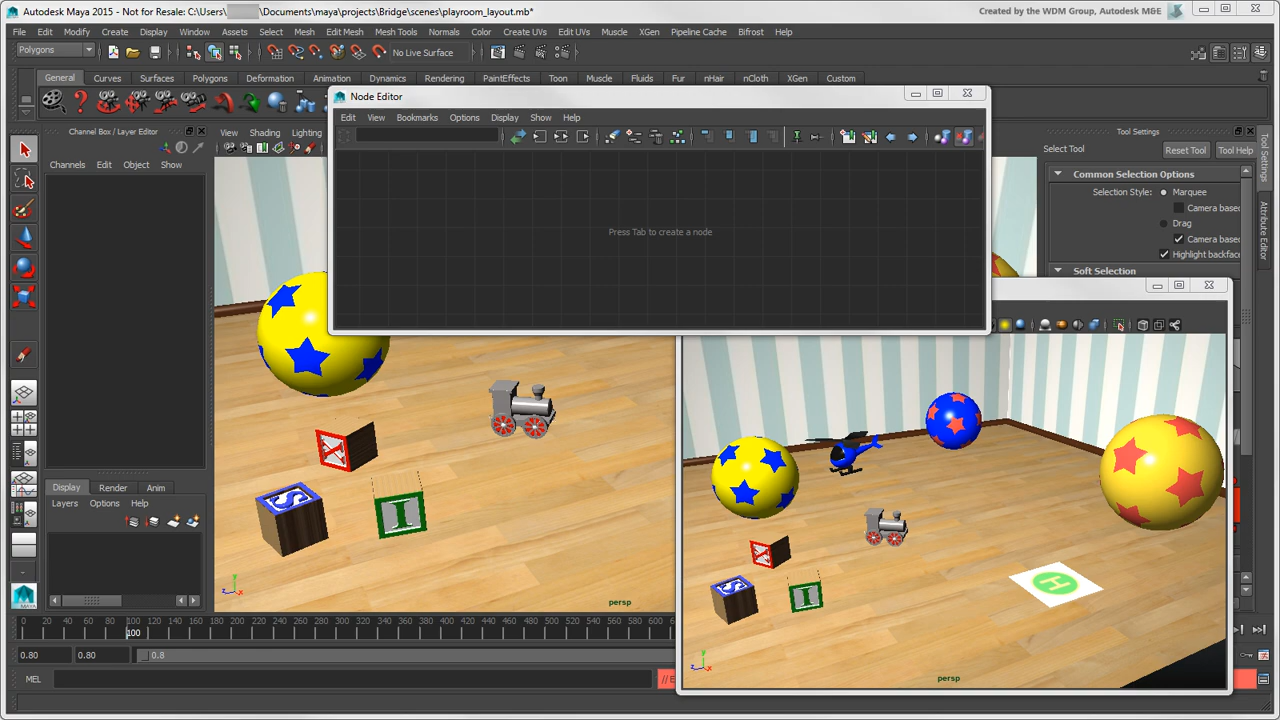 Autodesk Maya 2015 - Not for Resale: C:\Users\ \Documents\maya\projects\Bridge\scenes\playroom_layout.mb*
Created by the WDM Group, Autodesk M&E
File Edit Modify Create Display Window Assets Select Mesh Edit Mesh Mesh Tools Normals Color Create UVs Edit UVs Muscle XGen Pipeline Cache Bifrost Help
Polygons No Live Surface
General Curves Surfaces Polygons Deformation Animation Dynamics Rendering PaintEffects Toon Muscle Fluids Fur nHair nCloth XGen Custom
Node Editor
Edit View Bookmarks Options Display Show Help
Press Tab to create a node
Channel Box / Layer Editor
Channels Edit Object Show
View Shading Lighting
Tool Settings
Select Tool Reset Tool Tool Help
Common Selection Options
Selection Style: Marquee
Camera based
Drag
Camera based
Highlight backfa
Soft Selection
Tool Settings
Attribute Editor
S
I
persp
H
S
I
persp
y
z
x
Display Render Anim
Layers Options Help
MAYA
0 20 40 60 80 100 120 140 160 180 200 220 240 260 280 300 320 340 360 380 400 420 440 460 480 500 520 540 560 580 600
100
0.80 0.80 0.8
MEL
// E